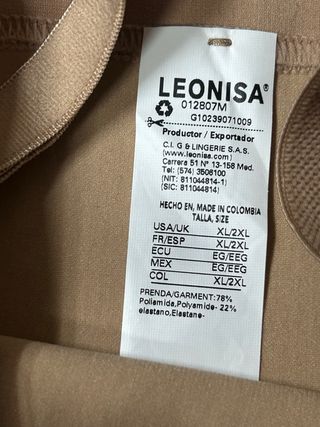 LEONISA®
012807M
G10239071009
Productor / Exportador
C.I. G & LINGERIE S.A.S.
(www.leonisa.com)
Carrera 51 N° 13-158 Med.
Tel: (574) 3506100
(NIT: 811044814-1)
(SIC: 811044814)
HECHO EN, MADE IN COLOMBIA
TALLA, SIZE
USA/UK XL/2XL
FR/ESP XL/2XL
ECU EG/EEG
MEX EG/EEG
COL XL/2XL
PRENDA/GARMENT:78%
Poliamida,Polyamide- 22%
elastano,Elastane-